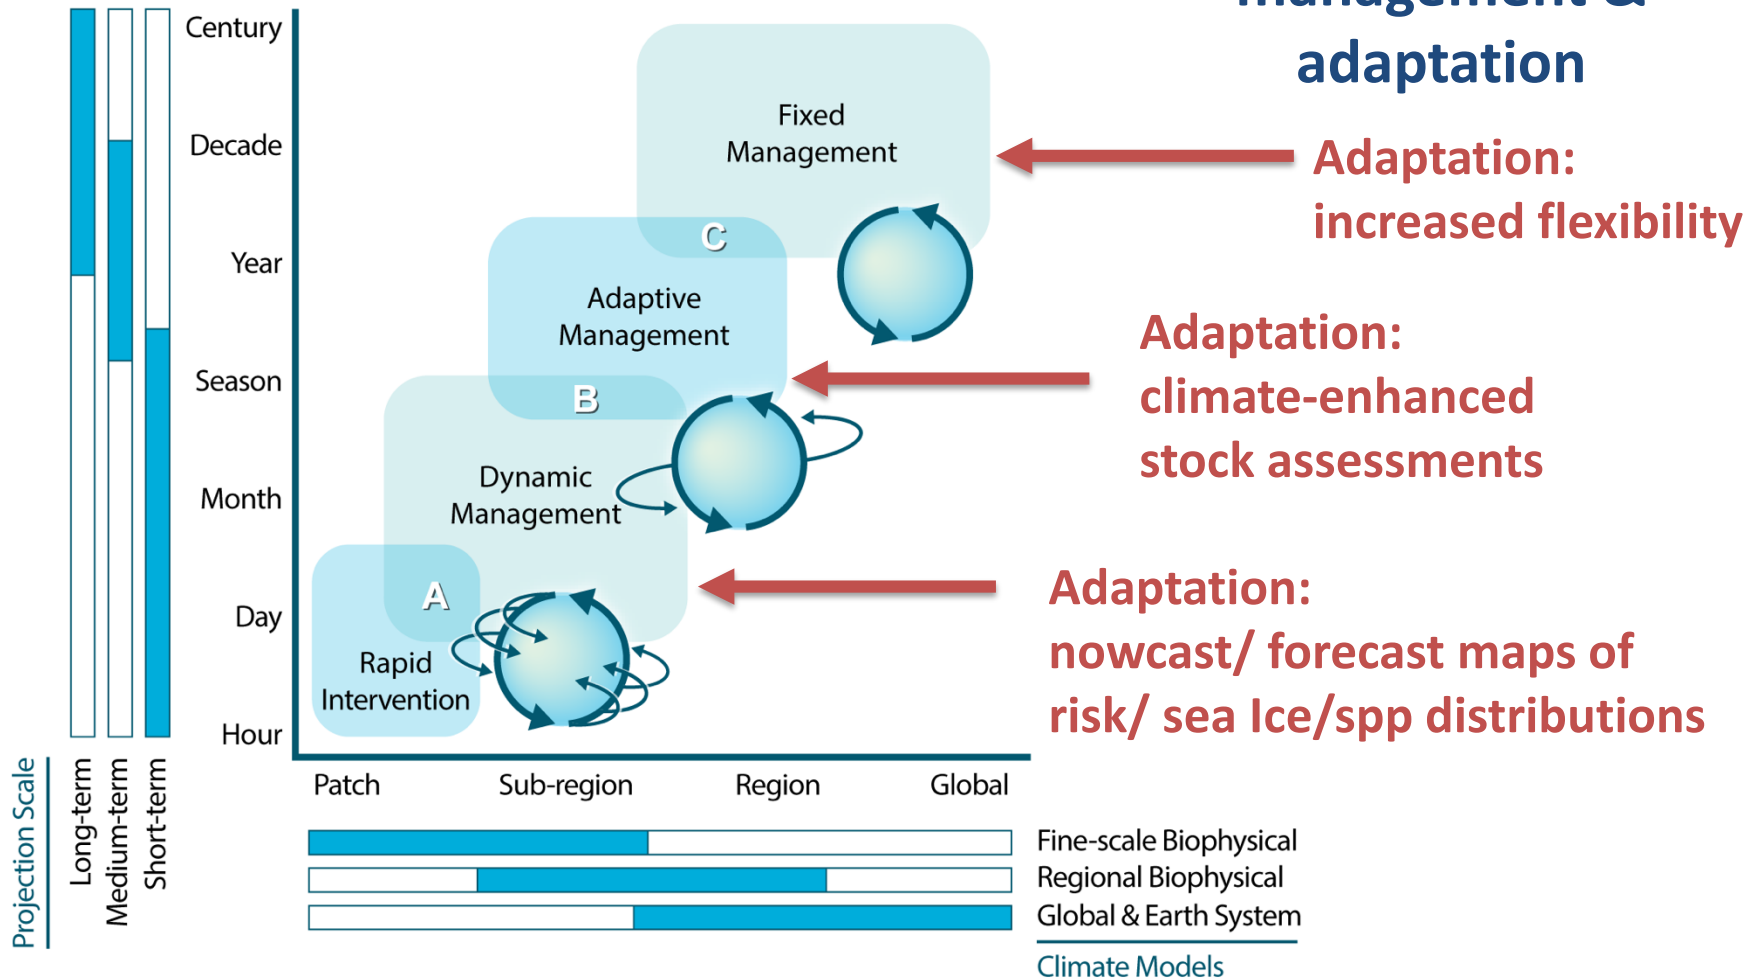 management &
adaptation
Century
Decade
Year
Season
Month
Day
Hour
Fixed
Management
C
Adaptive
Management
B
Dynamic
Management
A
Rapid
Intervention
Adaptation:
increased flexibility
Adaptation:
climate-enhanced
stock assessments
Adaptation:
nowcast/ forecast maps of
risk/ sea Ice/spp distributions
Patch
Sub-region
Region
Global
Projection Scale
Long-term
Medium-term
Short-term
Fine-scale Biophysical
Regional Biophysical
Global & Earth System
Climate Models